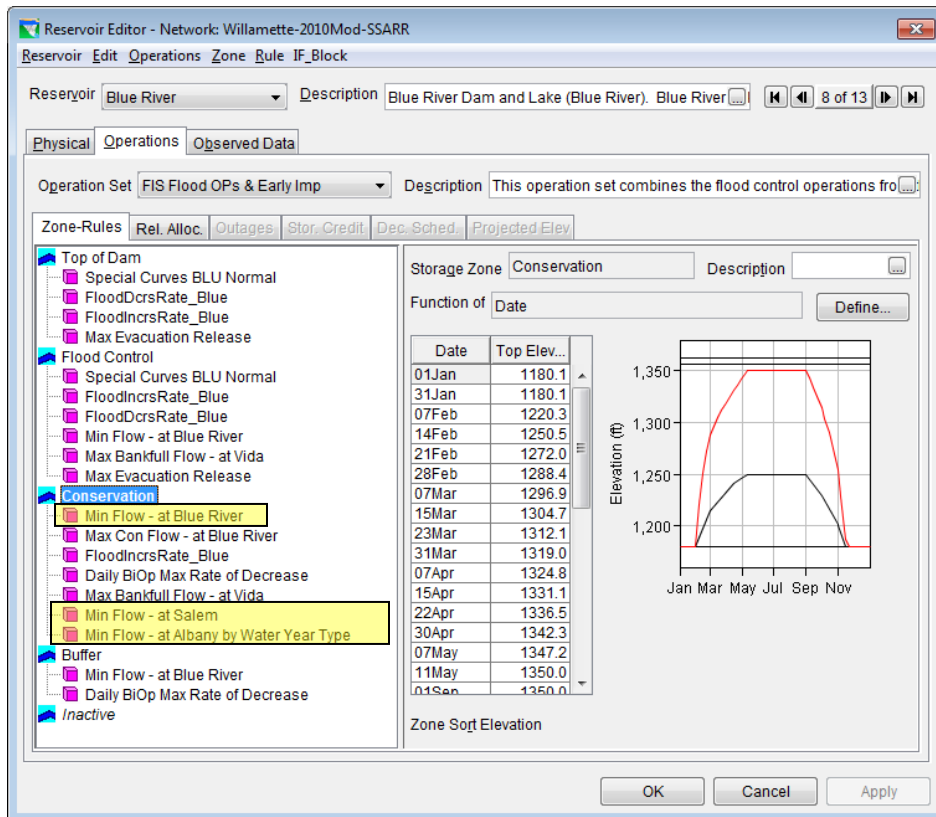 Reservoir Editor - Network: Willamette-2010Mod-SSARR
Reservoir Edit Operations Zone Rule IF_Block
Reservoir Blue River Description Blue River Dam and Lake (Blue River). Blue River ... 8 of 13
Physical Operations Observed Data
Operation Set FIS Flood OPs & Early Imp Description This operation set combines the flood control operations fro...
Zone-Rules Rel. Alloc. Outages Stor. Credit Dec. Sched. Projected Elev
Top of Dam
Special Curves BLU Normal
FloodDcrsRate_Blue
FloodIncrsRate_Blue
Max Evacuation Release
Flood Control
Special Curves BLU Normal
FloodIncrsRate_Blue
FloodDcrsRate_Blue
Min Flow - at Blue River
Max Bankfull Flow - at Vida
Max Evacuation Release
Conservation
Min Flow - at Blue River
Max Con Flow - at Blue River
FloodIncrsRate_Blue
Daily BiOp Max Rate of Decrease
Max Bankfull Flow - at Vida
Min Flow - at Salem
Min Flow - at Albany by Water Year Type
Buffer
Min Flow - at Blue River
Daily BiOp Max Rate of Decrease
Inactive
Storage Zone Conservation Description ...
Function of Date Define...
Date Top Elev...
01Jan 1180.1
31Jan 1180.1
07Feb 1220.3
14Feb 1250.5
21Feb 1272.0
28Feb 1288.4
07Mar 1296.9
15Mar 1304.7
23Mar 1312.1
31Mar 1319.0
07Apr 1324.8
15Apr 1331.1
22Apr 1336.5
30Apr 1342.3
07May 1347.2
11May 1350.0
01Sep 1350.0
Elevation (ft)
1,350
1,300
1,250
1,200
Jan Mar May Jul Sep Nov
Zone Sort Elevation
OK Cancel Apply